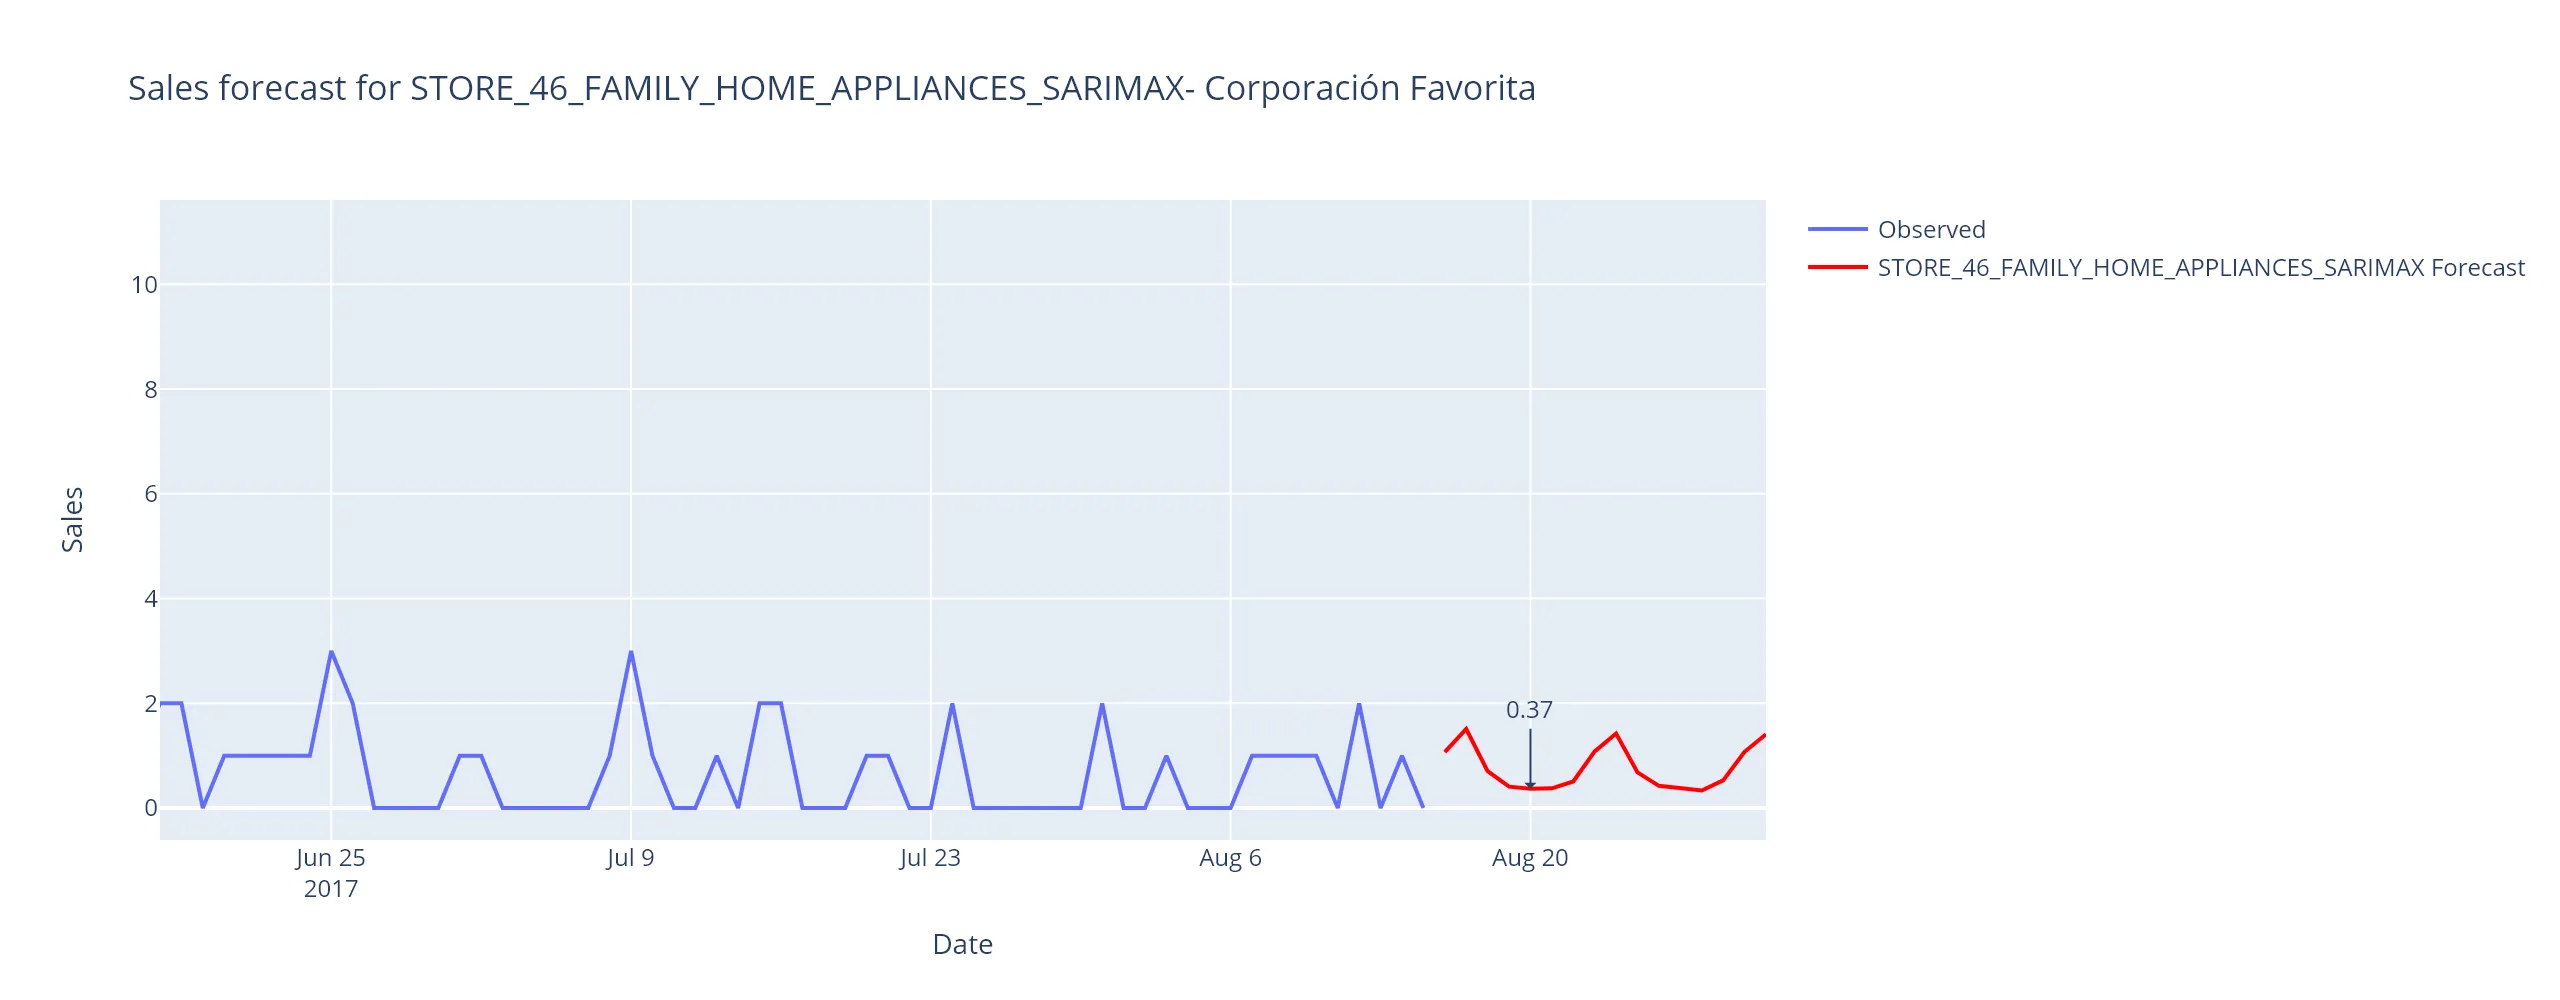 Sales forecast for STORE_46_FAMILY_HOME_APPLIANCES_SARIMAX- Corporación Favorita
Observed
STORE_46_FAMILY_HOME_APPLIANCES_SARIMAX Forecast
10
8
6
4
2
0
Sales
0.37
Jun 25
2017
Jul 9
Jul 23
Aug 6
Aug 20
Date